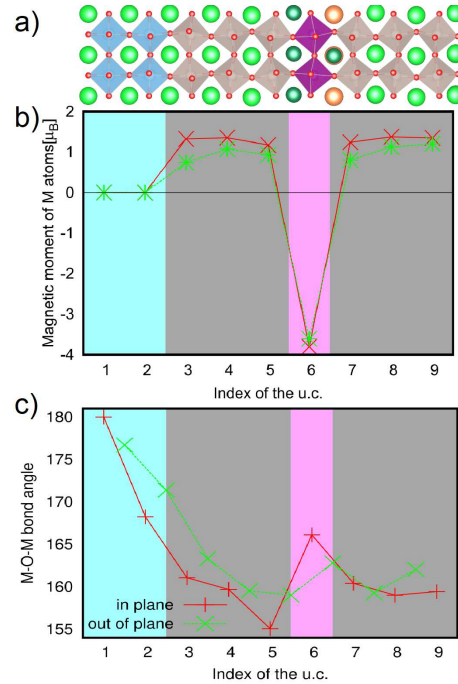 a)
b)
Magnetic moment of M atoms[μB]
2
1
0
-1
-2
-3
-4
1 2 3 4 5 6 7 8 9
Index of the u.c.
c)
M-O-M bond angle
180
175
170
165
160
155
in plane
out of plane
1 2 3 4 5 6 7 8 9
Index of the u.c.